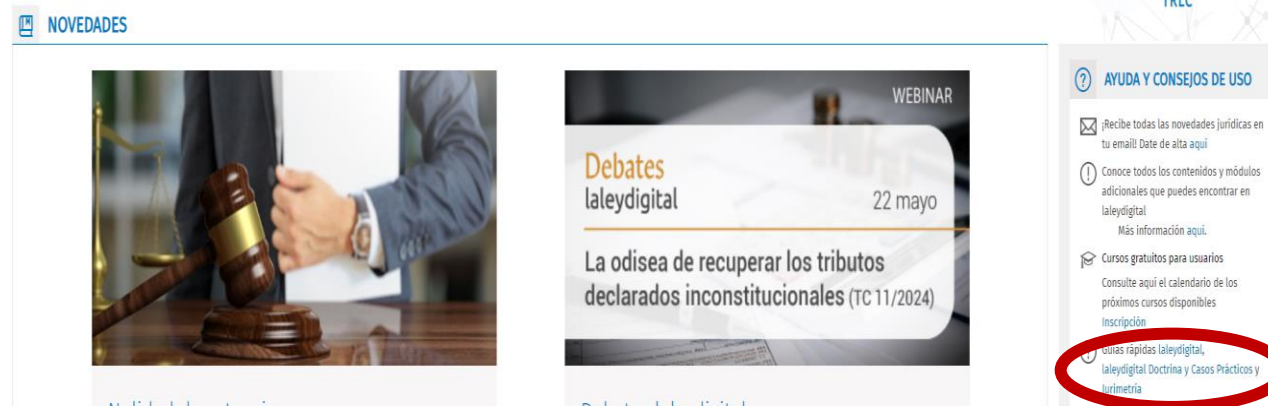 TREC
NOVEDADES
WEBINAR
Debates
laleydigital
22 mayo
La odisea de recuperar los tributos
declarados inconstitucionales (TC 11/2024)
Debates laleydigital
AYUDA Y CONSEJOS DE USO
¡Recibe todas las novedades jurídicas en
tu email! Date de alta aquí
Conoce todos los contenidos y módulos
adicionales que puedes encontrar en
laleydigital
Más información aquí.
Cursos gratuitos para usuarios
Consulte aquí el calendario de los
próximos cursos disponibles
Inscripción
Guías rápidas laleydigital,
laleydigital Doctrina y Casos Prácticos y
Jurimetría